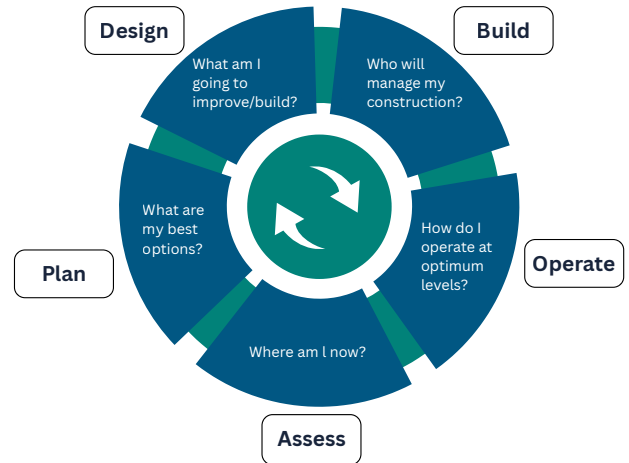 Design
Build
What am I
going to
improve/build?
Who will
manage my
construction?
What are
my best
options?
How do I
operate at
optimum
levels?
Plan
Operate
Where am l now?
Assess